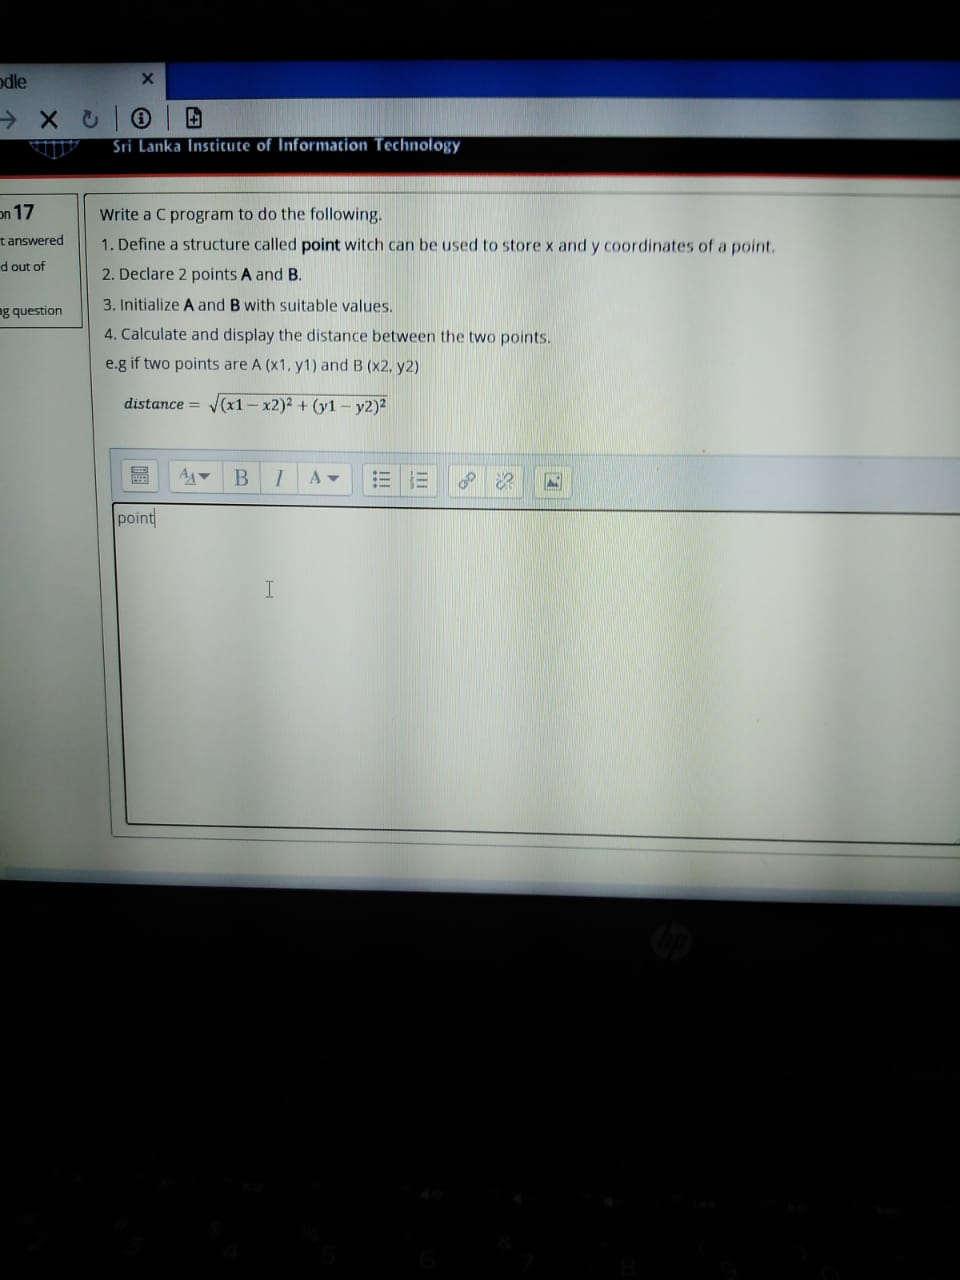 odle
Sri Lanka Institute of Information Technology
on 17
t answered
d out of
ag question
Write a C program to do the following.
1. Define a structure called point witch can be used to store x and y coordinates of a point.
2. Declare 2 points A and B.
3. Initialize A and B with suitable values.
4. Calculate and display the distance between the two points.
e.g if two points are A (x1, y1) and B (x2, y2)
distance = √(x1 − x2)² + (y1 − y2)²
B I A
point
hp